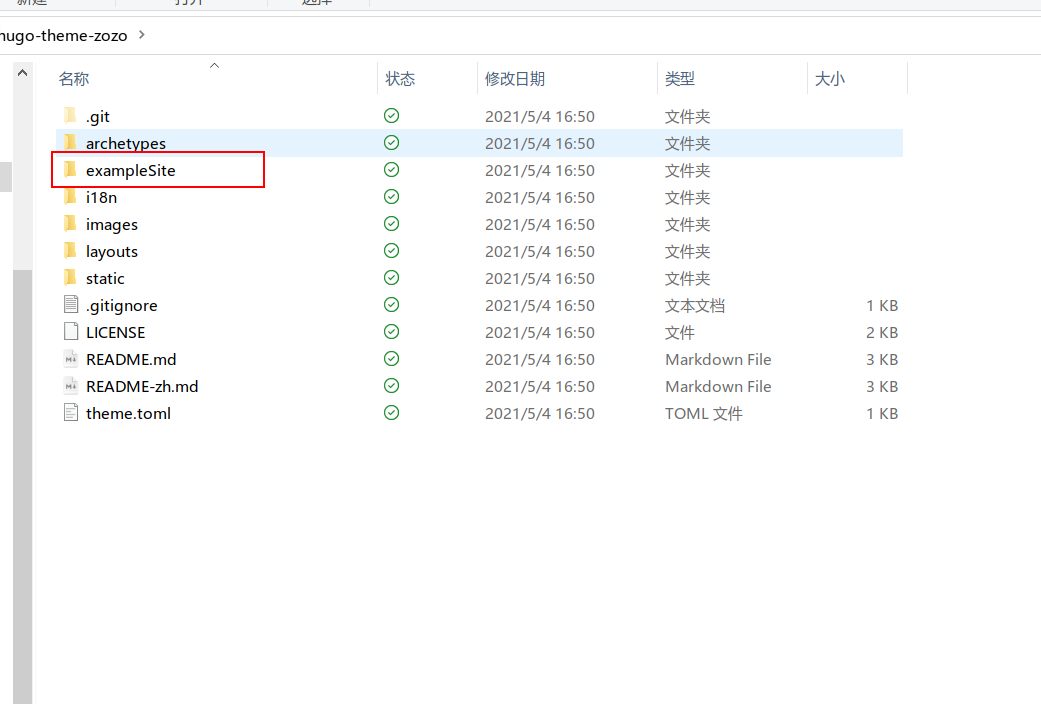 新建 打开 选择
hugo-theme-zozo
名称 状态 修改日期 类型 大小
.git 2021/5/4 16:50 文件夹
archetypes 2021/5/4 16:50 文件夹
exampleSite 2021/5/4 16:50 文件夹
i18n 2021/5/4 16:50 文件夹
images 2021/5/4 16:50 文件夹
layouts 2021/5/4 16:50 文件夹
static 2021/5/4 16:50 文件夹
.gitignore 2021/5/4 16:50 文本文档 1 KB
LICENSE 2021/5/4 16:50 文件 2 KB
README.md 2021/5/4 16:50 Markdown File 3 KB
README-zh.md 2021/5/4 16:50 Markdown File 3 KB
theme.toml 2021/5/4 16:50 TOML 文件 1 KB